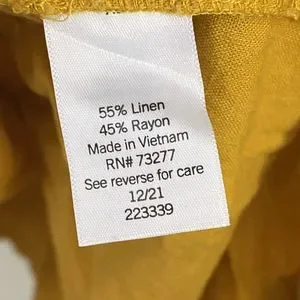 55% Linen
45% Rayon
Made in Vietnam
RN# 73277
See reverse for care
12/21
223339